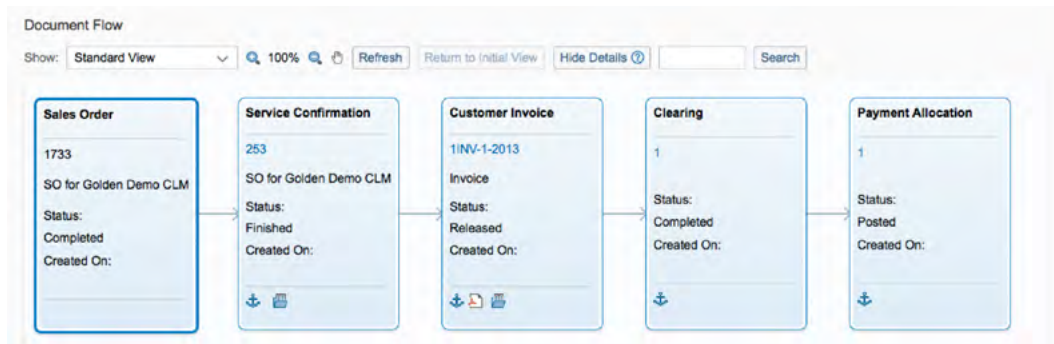 Document Flow
Show: Standard View 100% Refresh Return to Initial View Hide Details Search
Sales Order
1733
SO for Golden Demo CLM
Status:
Completed
Created On:
Service Confirmation
253
SO for Golden Demo CLM
Status:
Finished
Created On:
Customer Invoice
1INV-1-2013
Invoice
Status:
Released
Created On:
Clearing
1
Status:
Completed
Created On:
Payment Allocation
1
Status:
Posted
Created On: